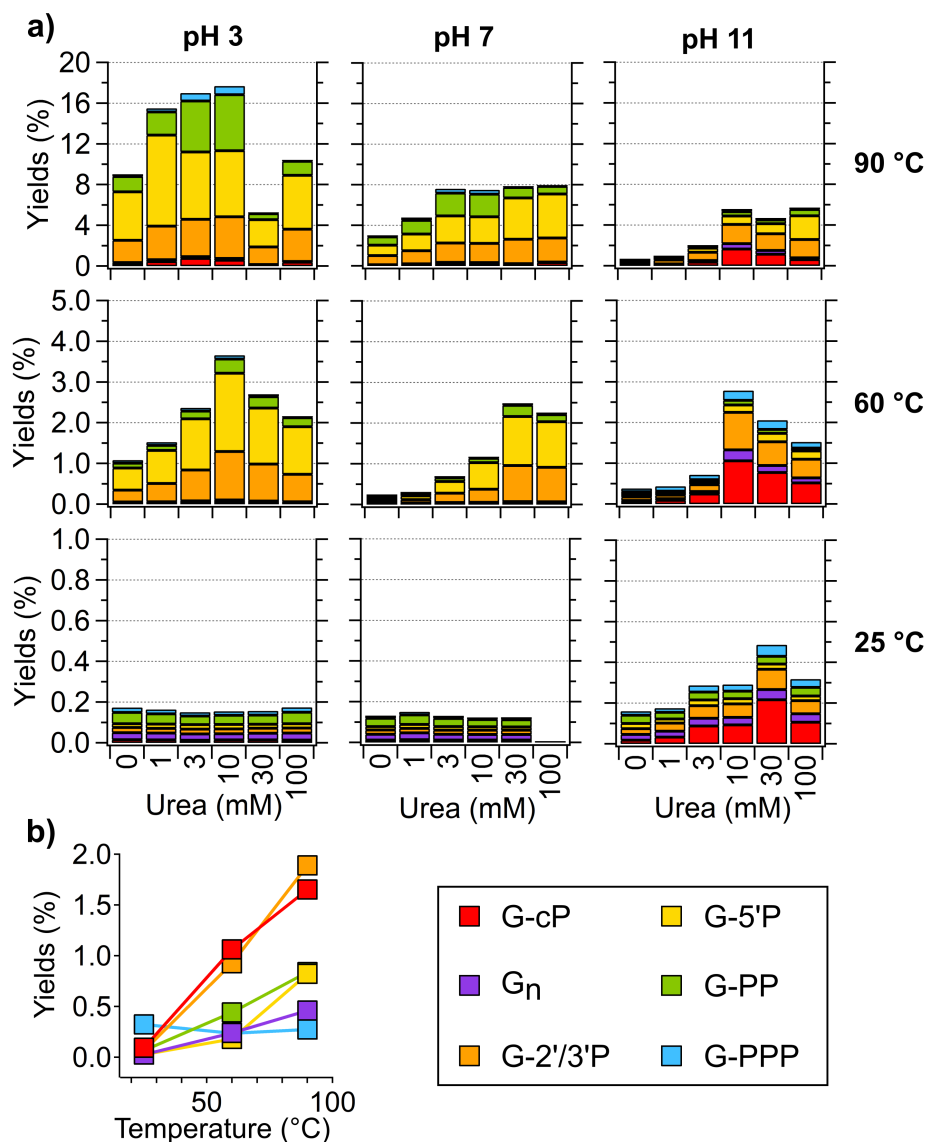 a)
pH 3 pH 7 pH 11
Yields (%)
20
16
12
8
4
0
90 °C
Yields (%)
5.0
4.0
3.0
2.0
1.0
0.0
60 °C
Yields (%)
1.0
0.8
0.6
0.4
0.2
0.0
25 °C
0 1 3 10 30 100 0 1 3 10 30 100 0 1 3 10 30 100
Urea (mM) Urea (mM) Urea (mM)
b)
Yields (%)
2.0
1.5
1.0
0.5
0.0
50 100
Temperature (°C)
G-cP G-5'P
Gn G-PP
G-2'/3'P G-PPP